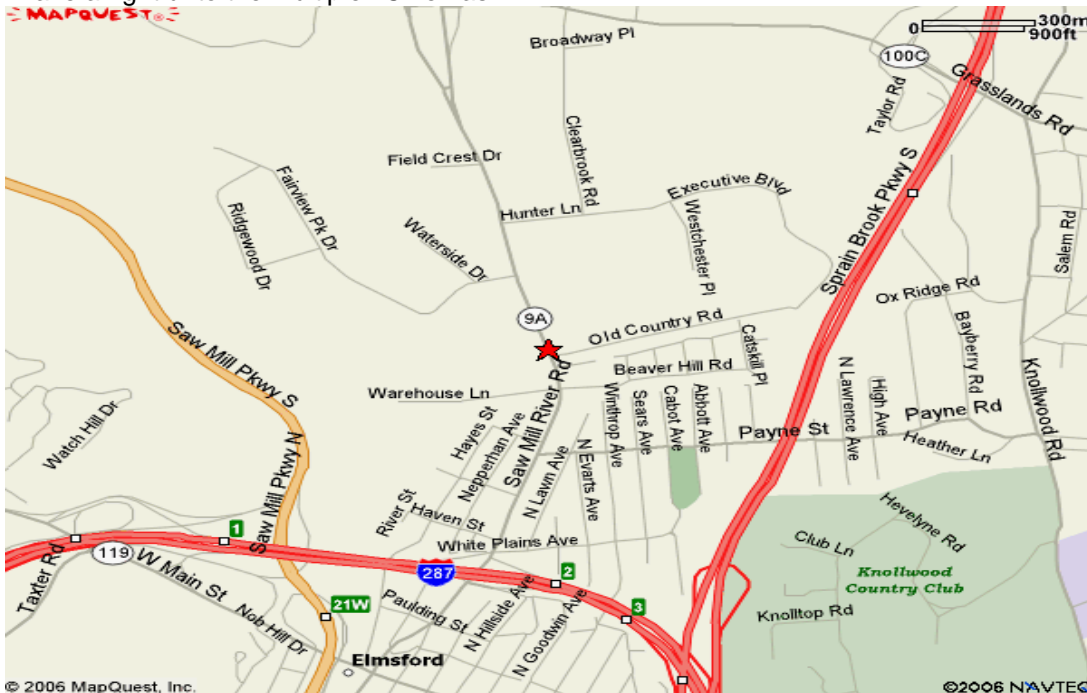 MAPQUEST
0 300m
900ft
Broadway Pl
100C
Grasslands Rd
Taylor Rd
Clearbrook Rd
Field Crest Dr
Executive Blvd
Fairview Pk Dr
Hunter Ln
Westchester Pl
Sprain Brook Pkwy S
Salem Rd
Ridgewood Dr
Waterside Dr
Ox Ridge Rd
9A
Old Country Rd
Bayberry Rd
Saw Mill Pkwy S
Catskill Pl
Beaver Hill Rd
Warehouse Ln
Saw Mill River Rd
Winthrop Ave
Sears Ave
Cabot Ave
Abbott Ave
N Lawrence Ave
High Ave
Knollwood Rd
Watch Hill Dr
Hayes St
Nepperhan Ave
Payne Rd
Payne St
Heather Ln
Saw Mill Pkwy N
N Lawn Ave
N Evarts Ave
River St
Haven St
Hevelyne Rd
1
White Plains Ave
Club Ln
119
W Main St
287
2
Knollwood
Country Club
Taxter Rd
21W
Paulding St
N Hillside Ave
N Goodwin Ave
3
Knolltop Rd
Nob Hill Dr
Elmsford
© 2006 MapQuest, Inc.
©2006 NAVTEQ